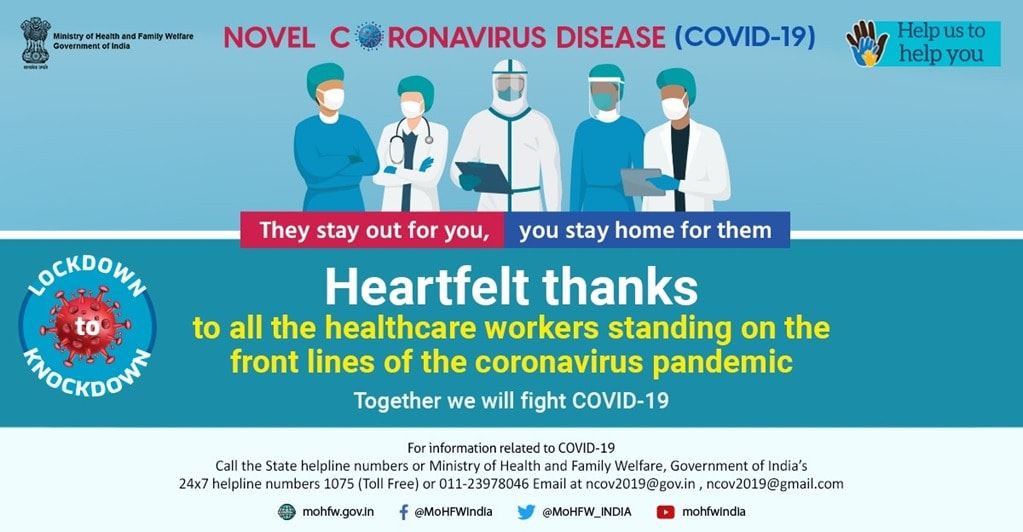 Ministry of Health and Family Welfare
Government of India
NOVEL CORONAVIRUS DISEASE (COVID-19)
Help us to
help you
They stay out for you, you stay home for them
LOCKDOWN
to
KNOCKDOWN
Heartfelt thanks
to all the healthcare workers standing on the
front lines of the coronavirus pandemic
Together we will fight COVID-19
For information related to COVID-19
Call the State helpline numbers or Ministry of Health and Family Welfare, Government of India's
24x7 helpline numbers 1075 (Toll Free) or 011-23978046 Email at ncov2019@gov.in , ncov2019@gmail.com
mohfw.gov.in @MoHFWIndia @MoHFW_INDIA mohfwindia